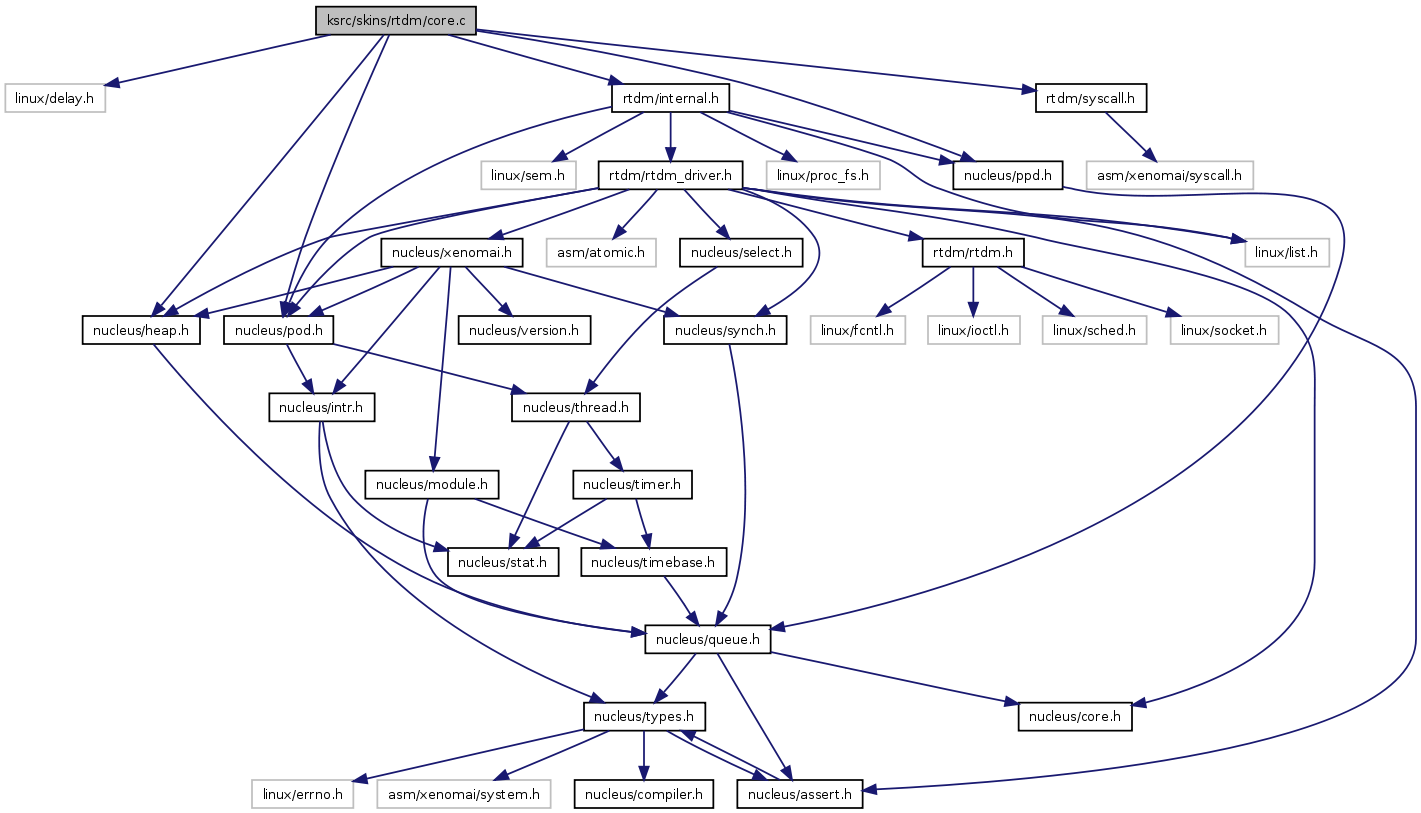 ksrc/skins/rtdm/core.c
linux/delay.h
rtdm/internal.h
rtdm/syscall.h
linux/sem.h
rtdm/rtdm_driver.h
linux/proc_fs.h
nucleus/ppd.h
asm/xenomai/syscall.h
nucleus/xenomai.h
asm/atomic.h
nucleus/select.h
rtdm/rtdm.h
linux/list.h
nucleus/heap.h
nucleus/pod.h
nucleus/version.h
nucleus/synch.h
linux/fcntl.h
linux/ioctl.h
linux/sched.h
linux/socket.h
nucleus/intr.h
nucleus/thread.h
nucleus/module.h
nucleus/timer.h
nucleus/stat.h
nucleus/timebase.h
nucleus/queue.h
nucleus/types.h
nucleus/core.h
linux/errno.h
asm/xenomai/system.h
nucleus/compiler.h
nucleus/assert.h